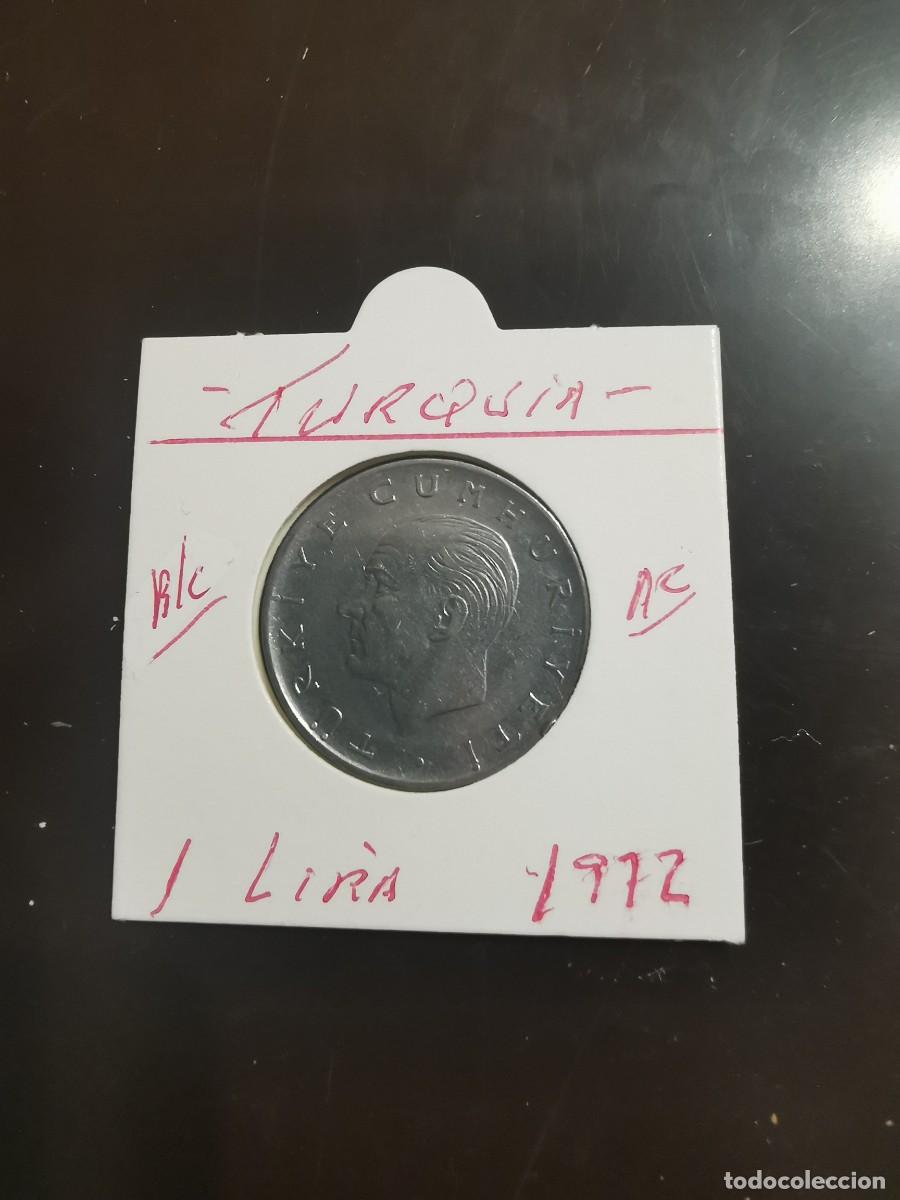 -TURQUIA-
TÜRKİYE CUMHURİYETİ
AC
1 LIRA 1972
todocoleccion